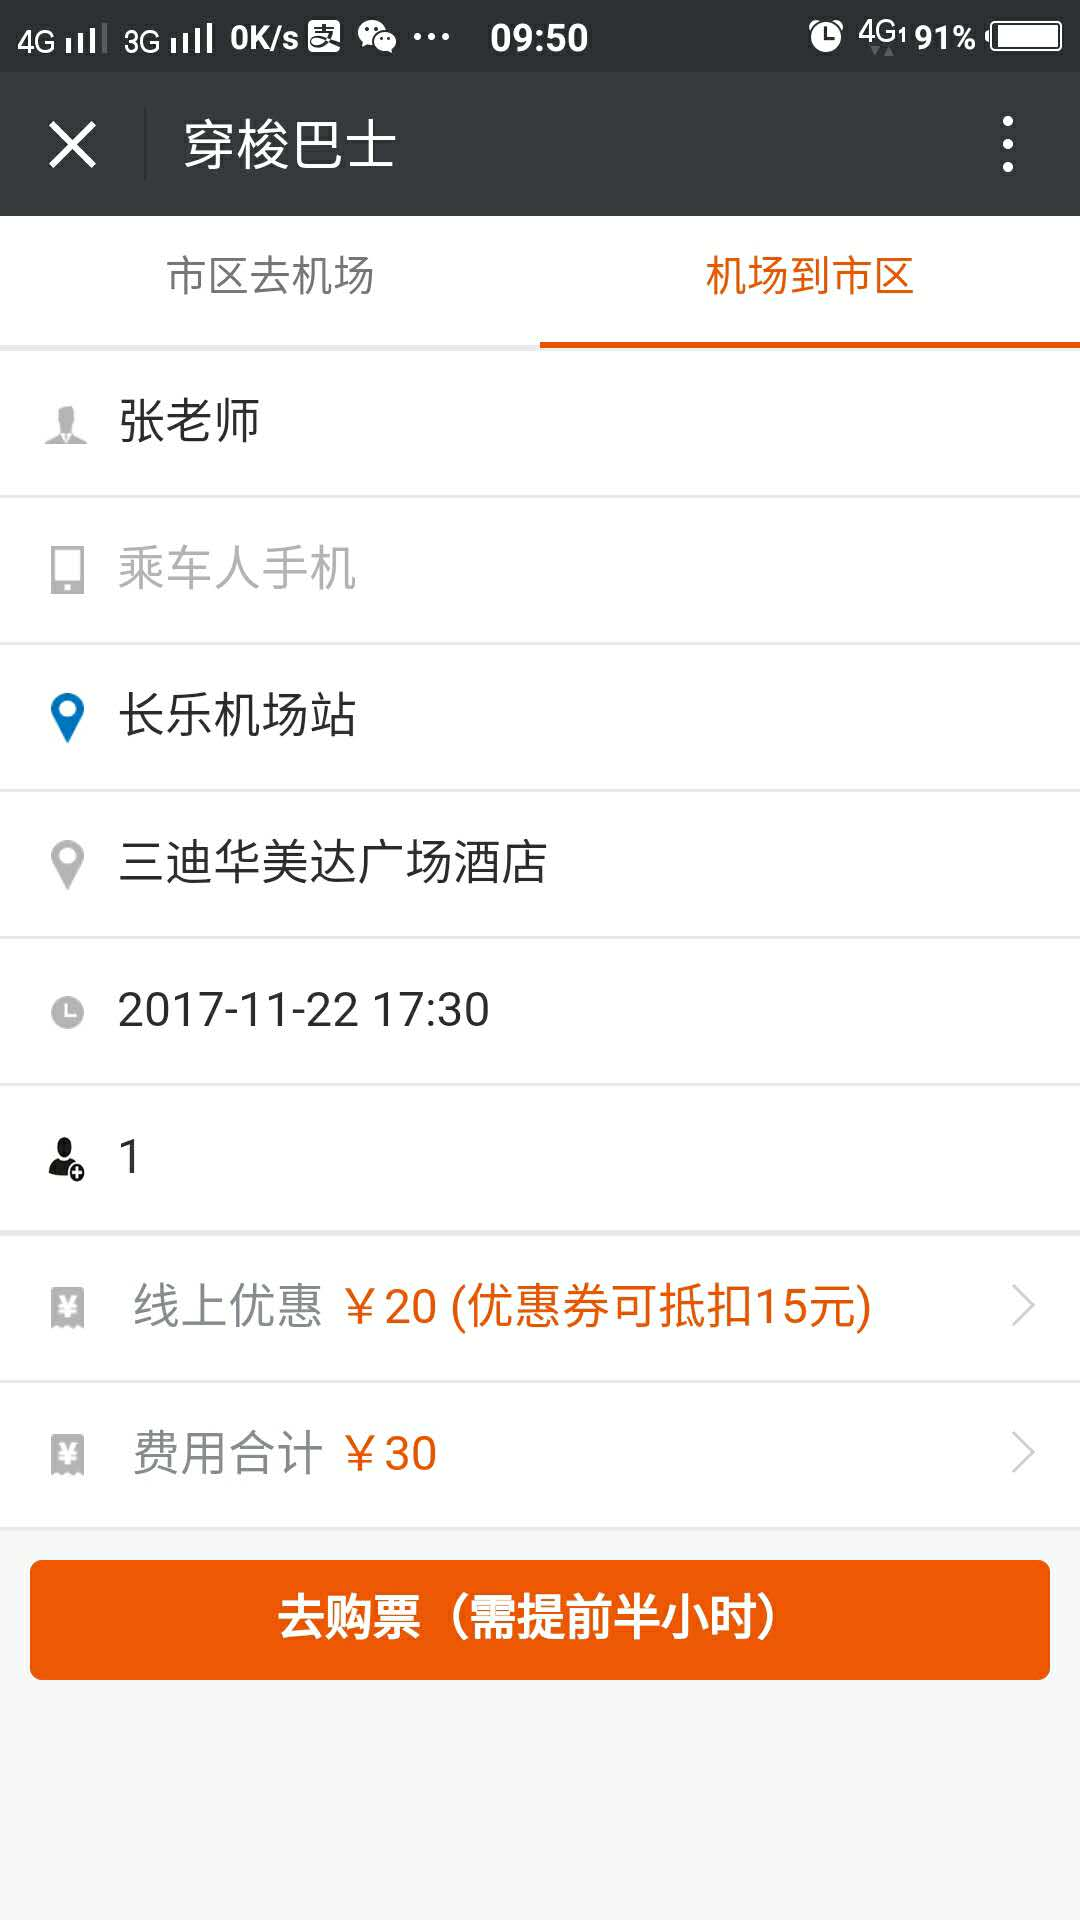 4G 3G 0K/s 支 09:50 4G1 91%
穿梭巴士
市区去机场 机场到市区
张老师
乘车人手机
长乐机场站
三迪华美达广场酒店
2017-11-22 17:30
1
¥ 线上优惠 ￥20 (优惠券可抵扣15元)
¥ 费用合计 ￥30
去购票（需提前半小时）